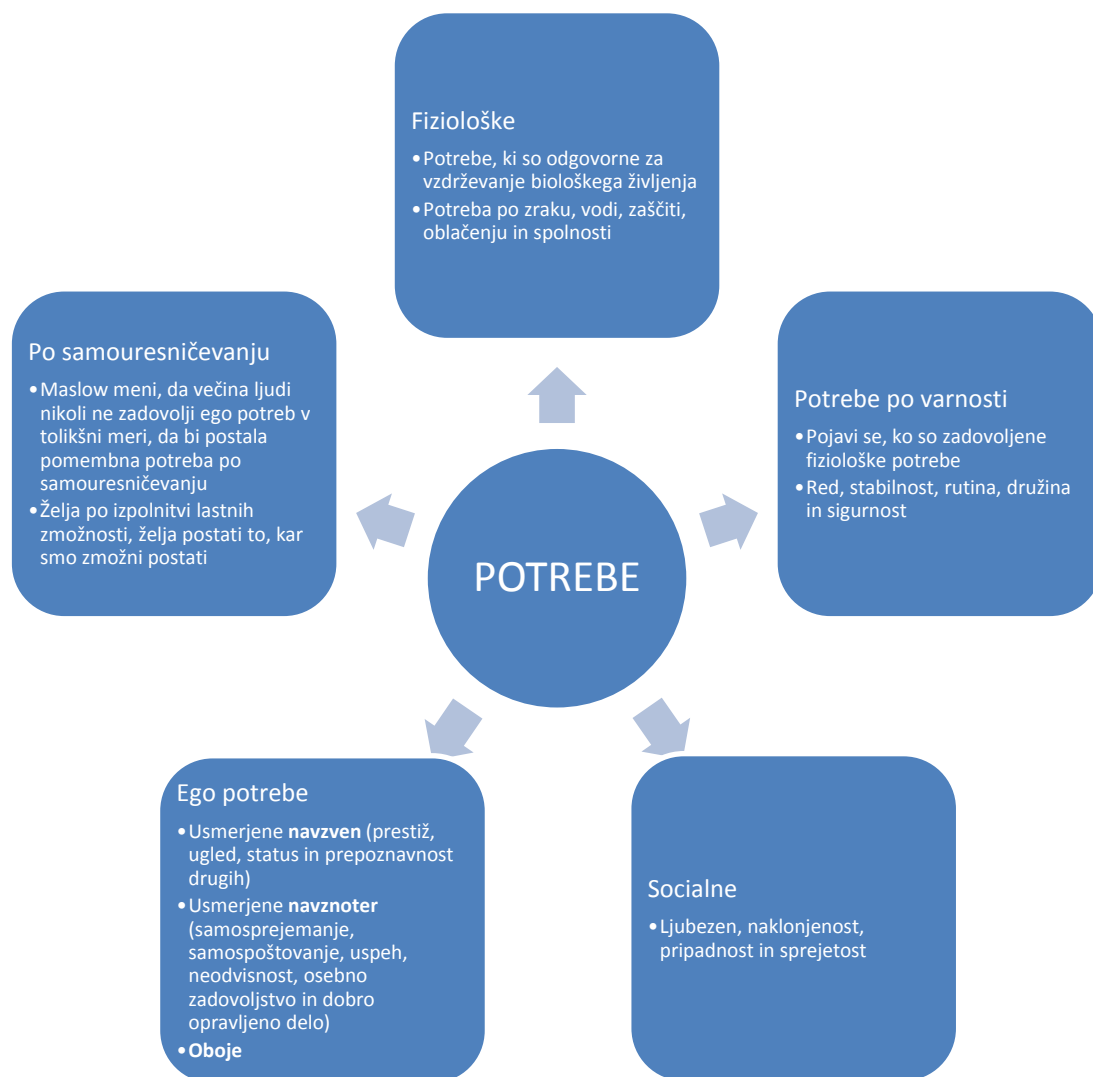 Fiziološke
•Potrebe, ki so odgovorne za
vzdrževanje biološkega življenja
•Potreba po zraku, vodi, zaščiti,
oblačenju in spolnosti
Potrebe po varnosti
•Pojavi se, ko so zadovoljene
fiziološke potrebe
•Red, stabilnost, rutina, družina
in sigurnost
Socialne
•Ljubezen, naklonjenost,
pripadnost in sprejetost
Ego potrebe
•Usmerjene navzven (prestiž,
ugled, status in prepoznavnost
drugih)
•Usmerjene navznoter
(samosprejemanje,
samospoštovanje, uspeh,
neodvisnost, osebno
zadovoljstvo in dobro
opravljeno delo)
•Oboje
Po samouresničevanju
•Maslow meni, da večina ljudi
nikoli ne zadovolji ego potreb v
tolikšni meri, da bi postala
pomembna potreba po
samouresničevanju
•Želja po izpolnitvi lastnih
zmožnosti, želja postati to, kar
smo zmožni postati
POTREBE